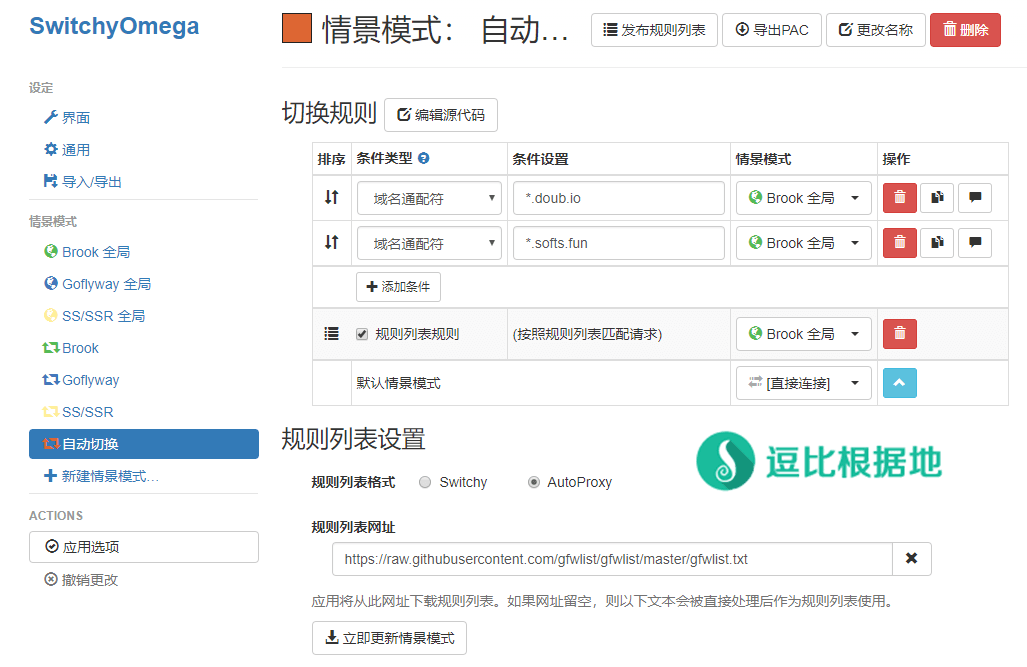 SwitchyOmega
设定
界面
通用
导入/导出
情景模式
Brook 全局
Goflyway 全局
SS/SSR 全局
Brook
Goflyway
SS/SSR
自动切换
新建情景模式…
ACTIONS
应用选项
撤销更改
情景模式: 自动… 发布规则列表 导出PAC 更改名称 删除
切换规则 编辑源代码
排序 条件类型 条件设置 情景模式 操作
域名通配符 *.doub.io Brook 全局
域名通配符 *.softs.fun Brook 全局
添加条件
规则列表规则 (按照规则列表匹配请求) Brook 全局
默认情景模式 [直接连接]
规则列表设置
逗比根据地
规则列表格式 Switchy AutoProxy
规则列表网址
https://raw.githubusercontent.com/gfwlist/gfwlist/master/gfwlist.txt
应用将从此网址下载规则列表。如果网址留空，则以下文本会被直接处理后作为规则列表使用。
立即更新情景模式